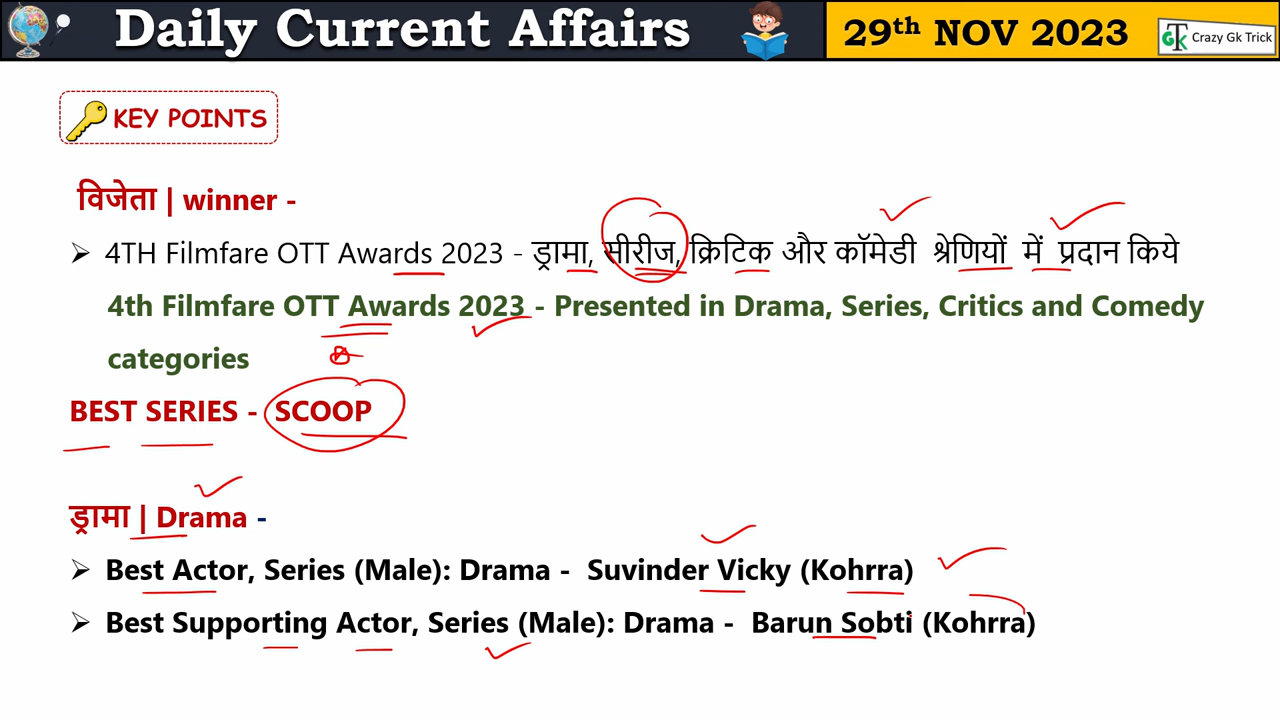 Daily Current Affairs
29th NOV 2023
GTK Crazy Gk Trick
KEY POINTS
विजेता | winner -
4TH Filmfare OTT Awards 2023 - ड्रामा, सीरीज, क्रिटिक और कॉमेडी श्रेणियों में प्रदान किये
4th Filmfare OTT Awards 2023 - Presented in Drama, Series, Critics and Comedy
categories
BEST SERIES - SCOOP
ड्रामा | Drama -
Best Actor, Series (Male): Drama - Suvinder Vicky (Kohrra)
Best Supporting Actor, Series (Male): Drama - Barun Sobti (Kohrra)